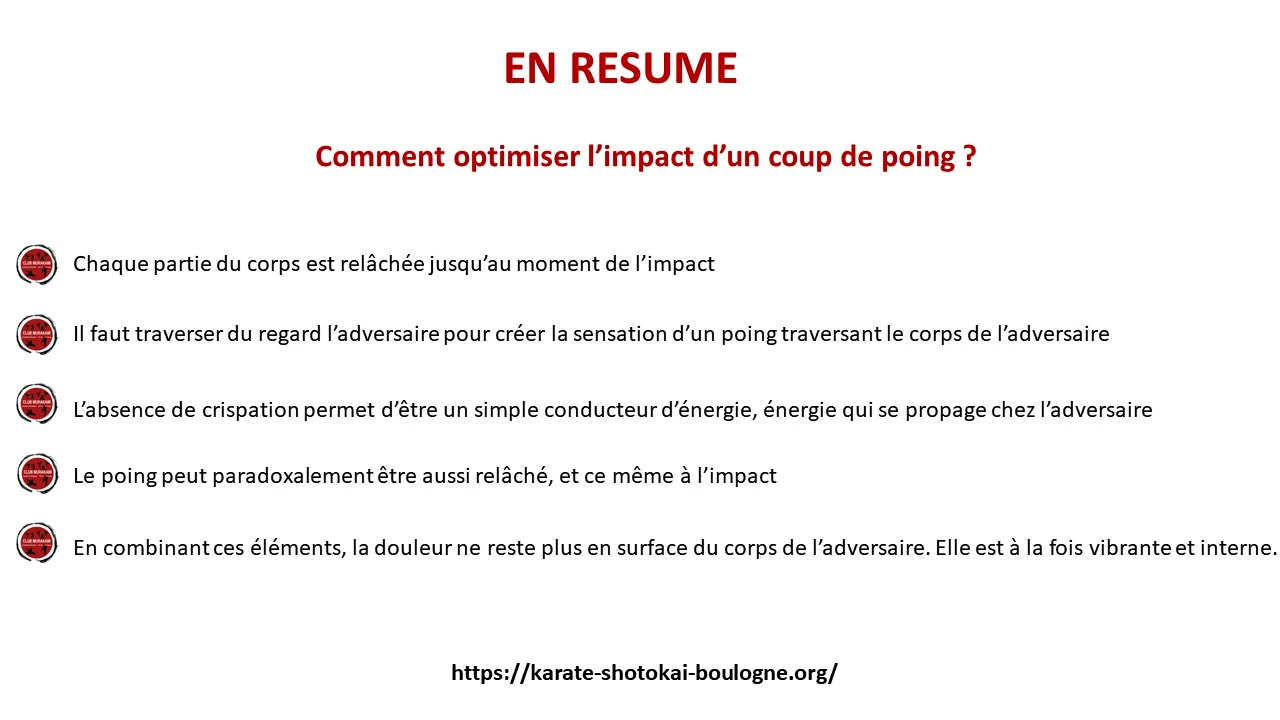 EN RESUME
Comment optimiser l’impact d’un coup de poing ?
Chaque partie du corps est relâchée jusqu’au moment de l’impact
Il faut traverser du regard l’adversaire pour créer la sensation d’un poing traversant le corps de l’adversaire
L’absence de crispation permet d’être un simple conducteur d’énergie, énergie qui se propage chez l’adversaire
Le poing peut paradoxalement être aussi relâché, et ce même à l’impact
En combinant ces éléments, la douleur ne reste plus en surface du corps de l’adversaire. Elle est à la fois vibrante et interne.
https://karate-shotokai-boulogne.org/